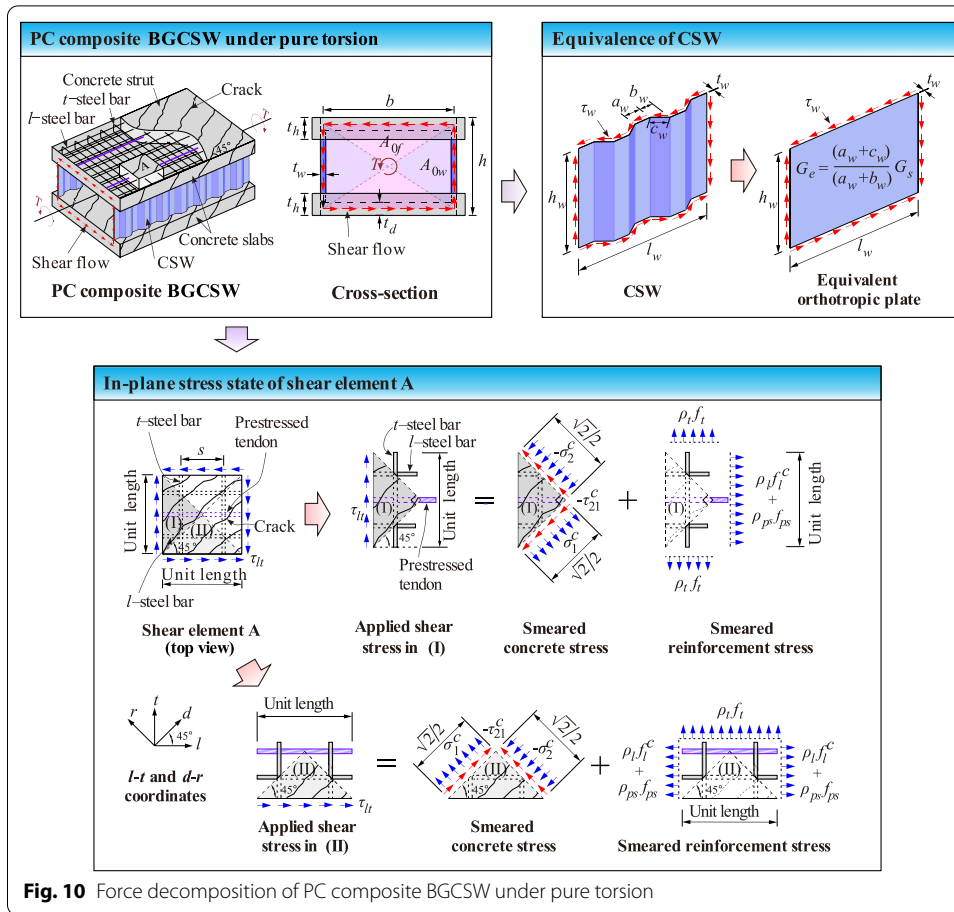 PC composite BGCSW under pure torsion
Concrete strut
t-steel bar
l-steel bar
Crack
T
A
45°
T
Shear flow
CSW
Concrete slabs
PC composite BGCSW
b
t_h
A_0f
t_w
T
A_0w
h
t_h
t_d
Cross-section
Equivalence of CSW
τ_w
a_w
b_w
c_w
t_w
h_w
l_w
CSW
τ_w
t_w
G_e = (a_w+c_w)/(a_w+b_w) G_s
h_w
l_w
Equivalent
orthotropic plate
In-plane stress state of shear element A
t–steel bar
s
Prestressed
tendon
Unit length
(I)
(II)
45°
Crack
τ_lt
Unit length
l–steel bar
Shear element A
(top view)
t–steel bar
l-steel bar
τ_lt
(I)
45°
Unit length
Prestressed
tendon
Applied shear
stress in (I)
=
√2/2
-σ_2^c
(I)
-τ_21^c
σ_1^c
√2/2
Smeared
concrete stress
+
ρ_t f_t
(I)
ρ_l f_l^c
+
ρ_ps f_ps
Unit length
ρ_t f_t
Smeared
reinforcement stress
t
r
d
45°
l
l-t and d-r
coordinates
Unit length
(II)
45°
τ_lt
Applied shear
stress in (II)
=
√2/2
σ_1^c
-τ_21^c
-σ_2^c
√2/2
(II)
45°
Smeared
concrete stress
+
ρ_t f_t
ρ_l f_l^c
+
ρ_ps f_ps
(II)
45°
Unit length
ρ_l f_l^c
+
ρ_ps f_ps
Smeared reinforcement stress
Fig. 10 Force decomposition of PC composite BGCSW under pure torsion